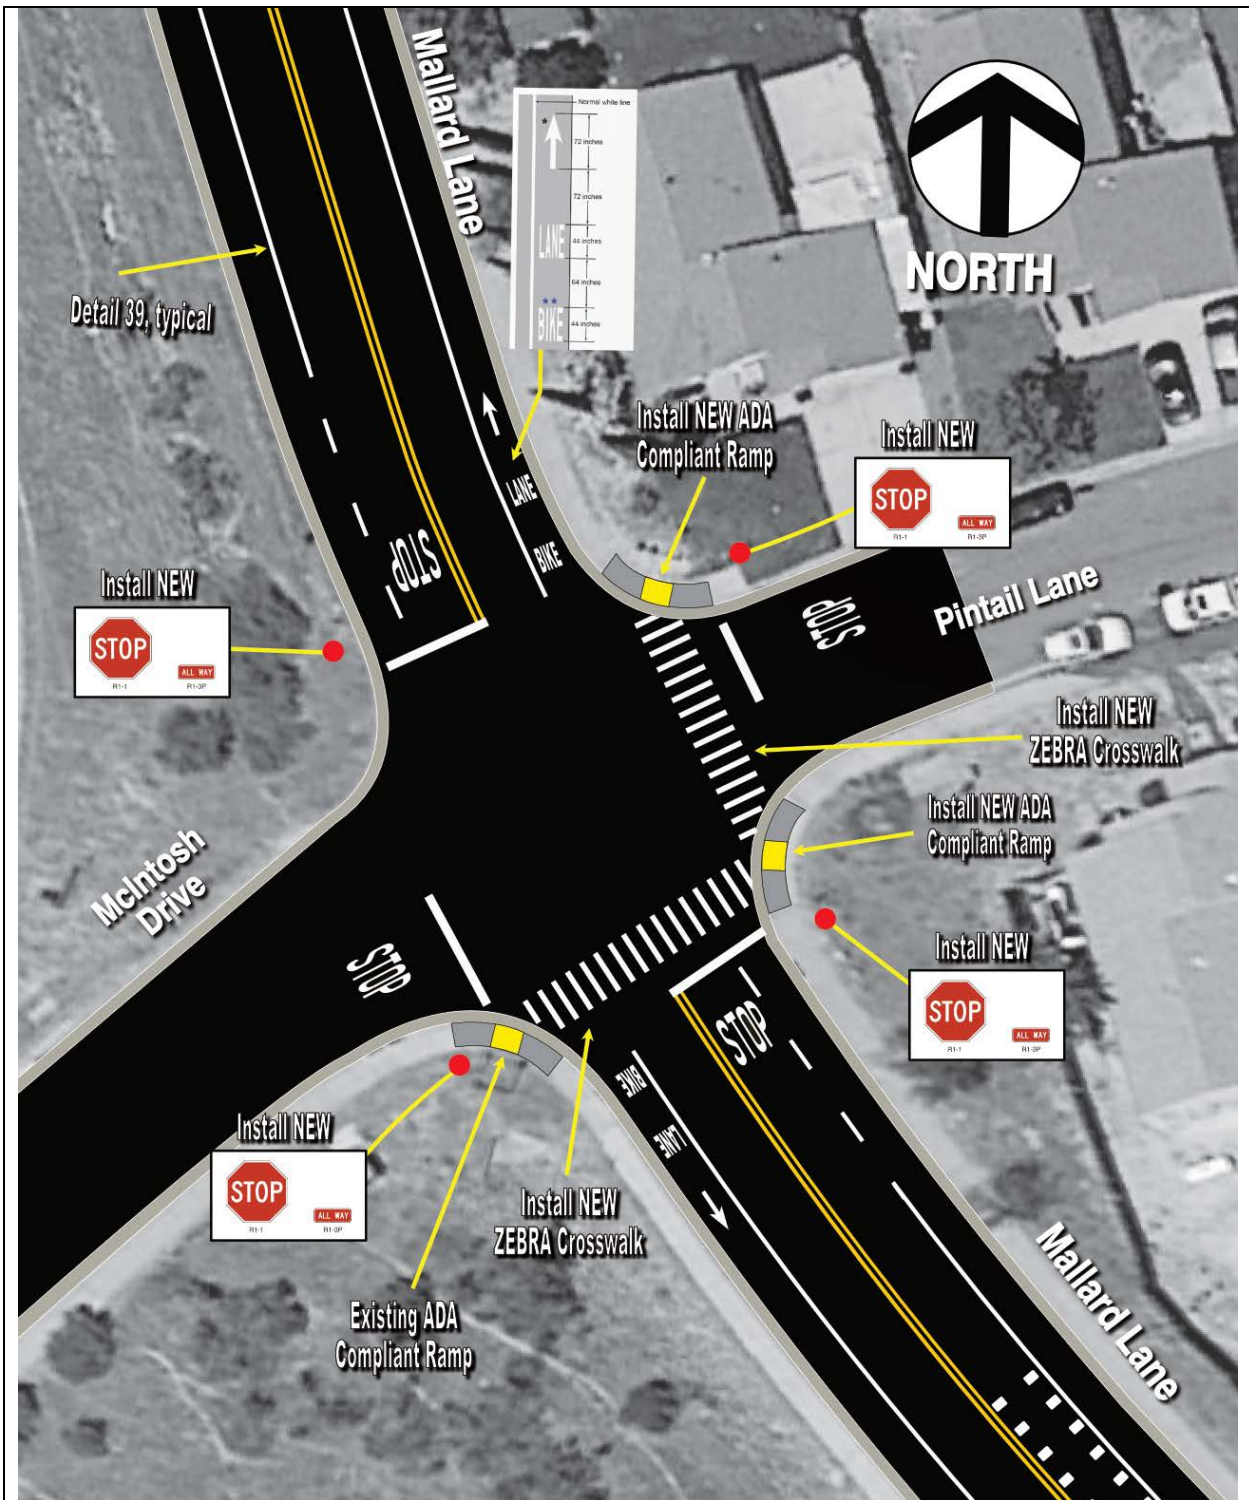 Mallard Lane
Normal white line
*
72 inches
72 inches
LANE
44 inches
64 inches
**
BIKE
44 inches
NORTH
Detail 39, typical
Install NEW ADA
Compliant Ramp
Install NEW
STOP
ALL WAY
R1-1
R1-3P
LANE
BIKE
STOP
Install NEW
STOP
ALL WAY
R1-1
R1-3P
STOP
Pintail Lane
Install NEW
ZEBRA Crosswalk
Install NEW ADA
Compliant Ramp
McIntosh
Drive
STOP
Install NEW
STOP
ALL WAY
R1-1
R1-3P
STOP
BIKE
LANE
Install NEW
STOP
ALL WAY
R1-1
R1-3P
Install NEW
ZEBRA Crosswalk
Existing ADA
Compliant Ramp
Mallard Lane